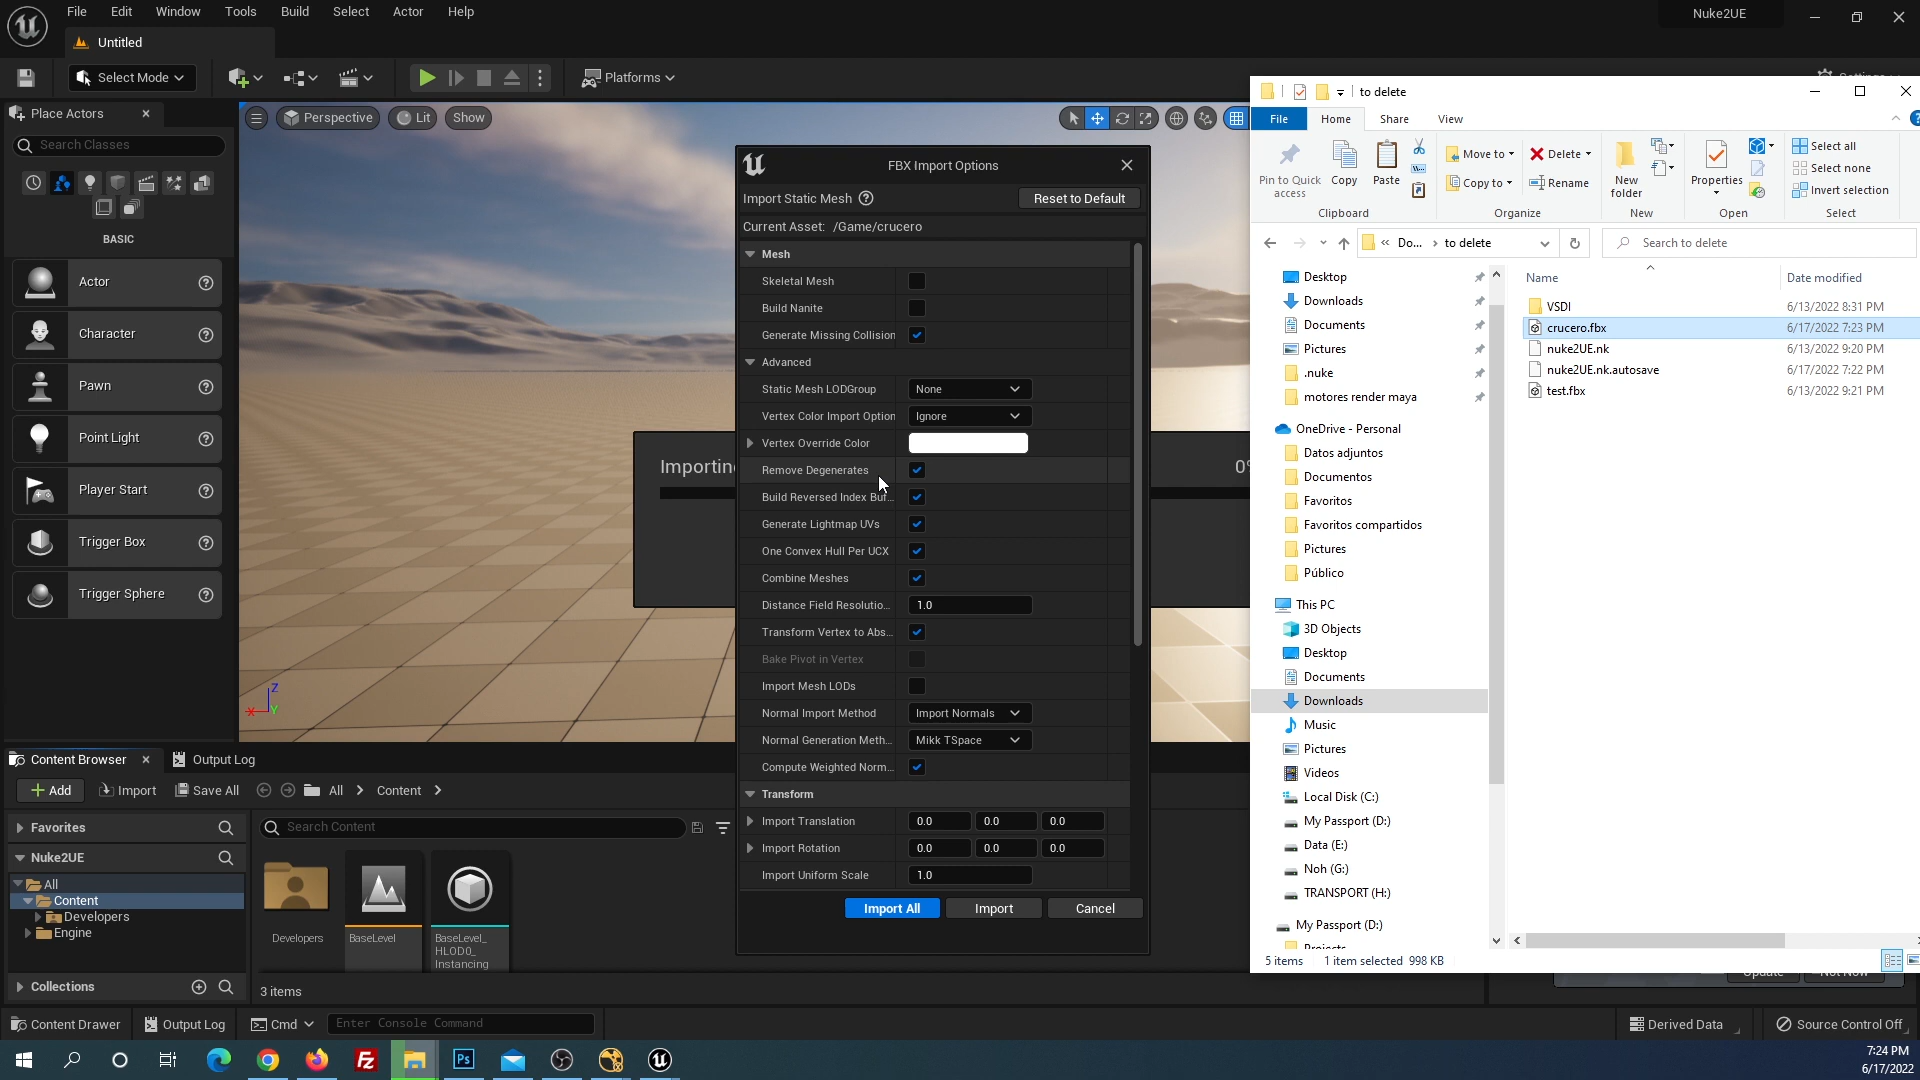 File Edit Window Tools Build Select Actor Help
Nuke2UE
Untitled
Select Mode
Platforms
Place Actors
Search Classes
BASIC
Actor
Character
Pawn
Point Light
Player Start
Trigger Box
Trigger Sphere
Perspective Lit Show
Importing
FBX Import Options
Import Static Mesh
Reset to Default
Current Asset: /Game/crucero
Mesh
Skeletal Mesh
Build Nanite
Generate Missing Collision
Advanced
Static Mesh LODGroup None
Vertex Color Import Option Ignore
Vertex Override Color
Remove Degenerates
Build Reversed Index Buf...
Generate Lightmap UVs
One Convex Hull Per UCX
Combine Meshes
Distance Field Resolutio... 1.0
Transform Vertex to Abs...
Bake Pivot in Vertex
Import Mesh LODs
Normal Import Method Import Normals
Normal Generation Meth... Mikk TSpace
Compute Weighted Norm...
Transform
Import Translation 0.0 0.0 0.0
Import Rotation 0.0 0.0 0.0
Import Uniform Scale 1.0
Import All Import Cancel
to delete
File Home Share View
Pin to Quick access
Copy
Paste
Clipboard
Move to
Copy to
Delete
Rename
Organize
New folder
New
Properties
Open
Select all
Select none
Invert selection
Select
« Do... › to delete
Search to delete
Desktop
Downloads
Documents
Pictures
.nuke
motores render maya
OneDrive - Personal
Datos adjuntos
Documentos
Favoritos
Favoritos compartidos
Pictures
Público
This PC
3D Objects
Desktop
Documents
Downloads
Music
Pictures
Videos
Local Disk (C:)
My Passport (D:)
Data (E:)
Noh (G:)
TRANSPORT (H:)
My Passport (D:)
Projects
Name Date modified
VSDI 6/13/2022 8:31 PM
crucero.fbx 6/17/2022 7:23 PM
nuke2UE.nk 6/13/2022 9:20 PM
nuke2UE.nk.autosave 6/17/2022 7:22 PM
test.fbx 6/13/2022 9:21 PM
5 items 1 item selected 998 KB
Content Browser Output Log
Add Import Save All All Content
Favorites
Nuke2UE
All
Content
Developers
Engine
Collections
Search Content
Developers
BaseLevel
BaseLevel_
HLOD0_
Instancing
3 items
Content Drawer Output Log Cmd Enter Console Command
Derived Data Source Control Off
7:24 PM
6/17/2022